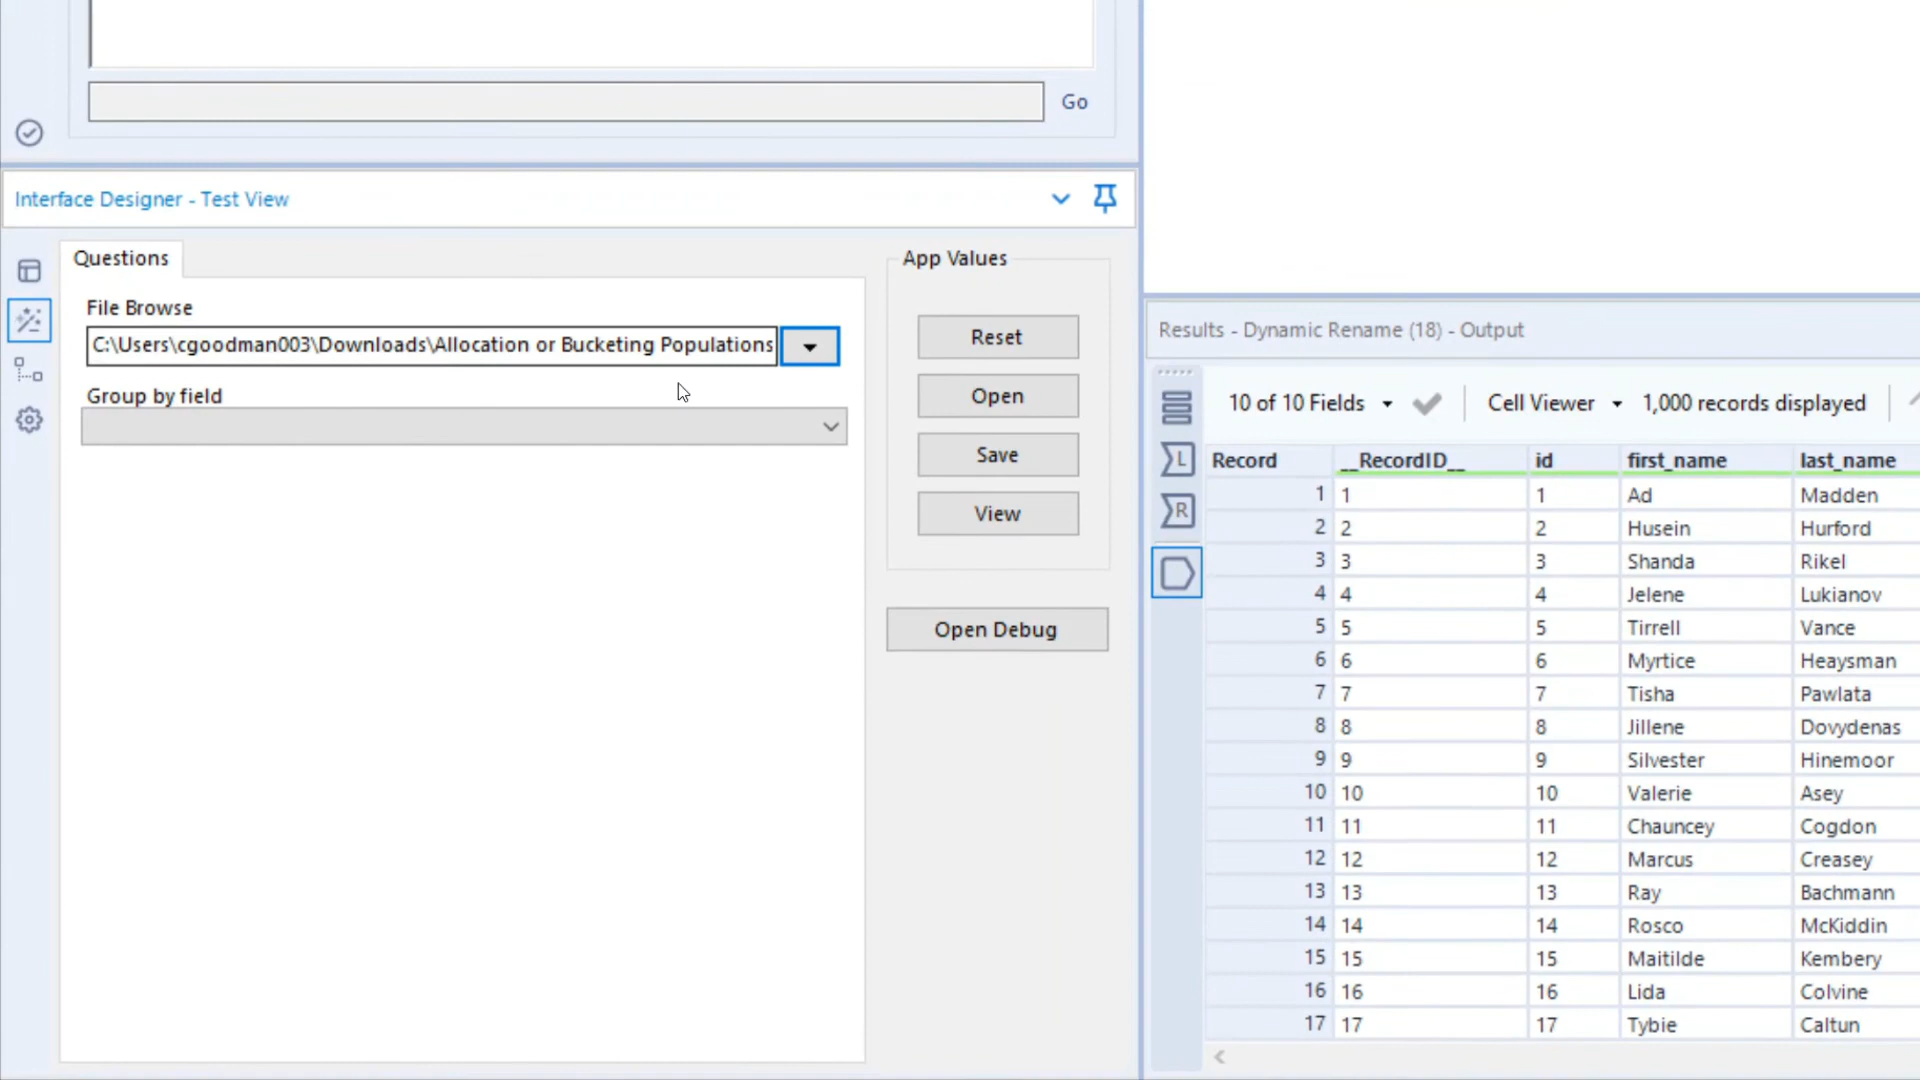 Go
Interface Designer - Test View
Questions
File Browse
C:\Users\cgoodman003\Downloads\Allocation or Bucketing Populations
Group by field
App Values
Reset
Open
Save
View
Open Debug
Results - Dynamic Rename (18) - Output
10 of 10 Fields Cell Viewer 1,000 records displayed
L
R
Record __RecordID__ id first_name last_name
1 1 1 Ad Madden
2 2 2 Husein Hurford
3 3 3 Shanda Rikel
4 4 4 Jelene Lukianov
5 5 5 Tirrell Vance
6 6 6 Myrtice Heaysman
7 7 7 Tisha Pawlata
8 8 8 Jillene Dovydenas
9 9 9 Silvester Hinemoor
10 10 10 Valerie Asey
11 11 11 Chauncey Cogdon
12 12 12 Marcus Creasey
13 13 13 Ray Bachmann
14 14 14 Rosco McKiddin
15 15 15 Maitilde Kembery
16 16 16 Lida Colvine
17 17 17 Tybie Caltun